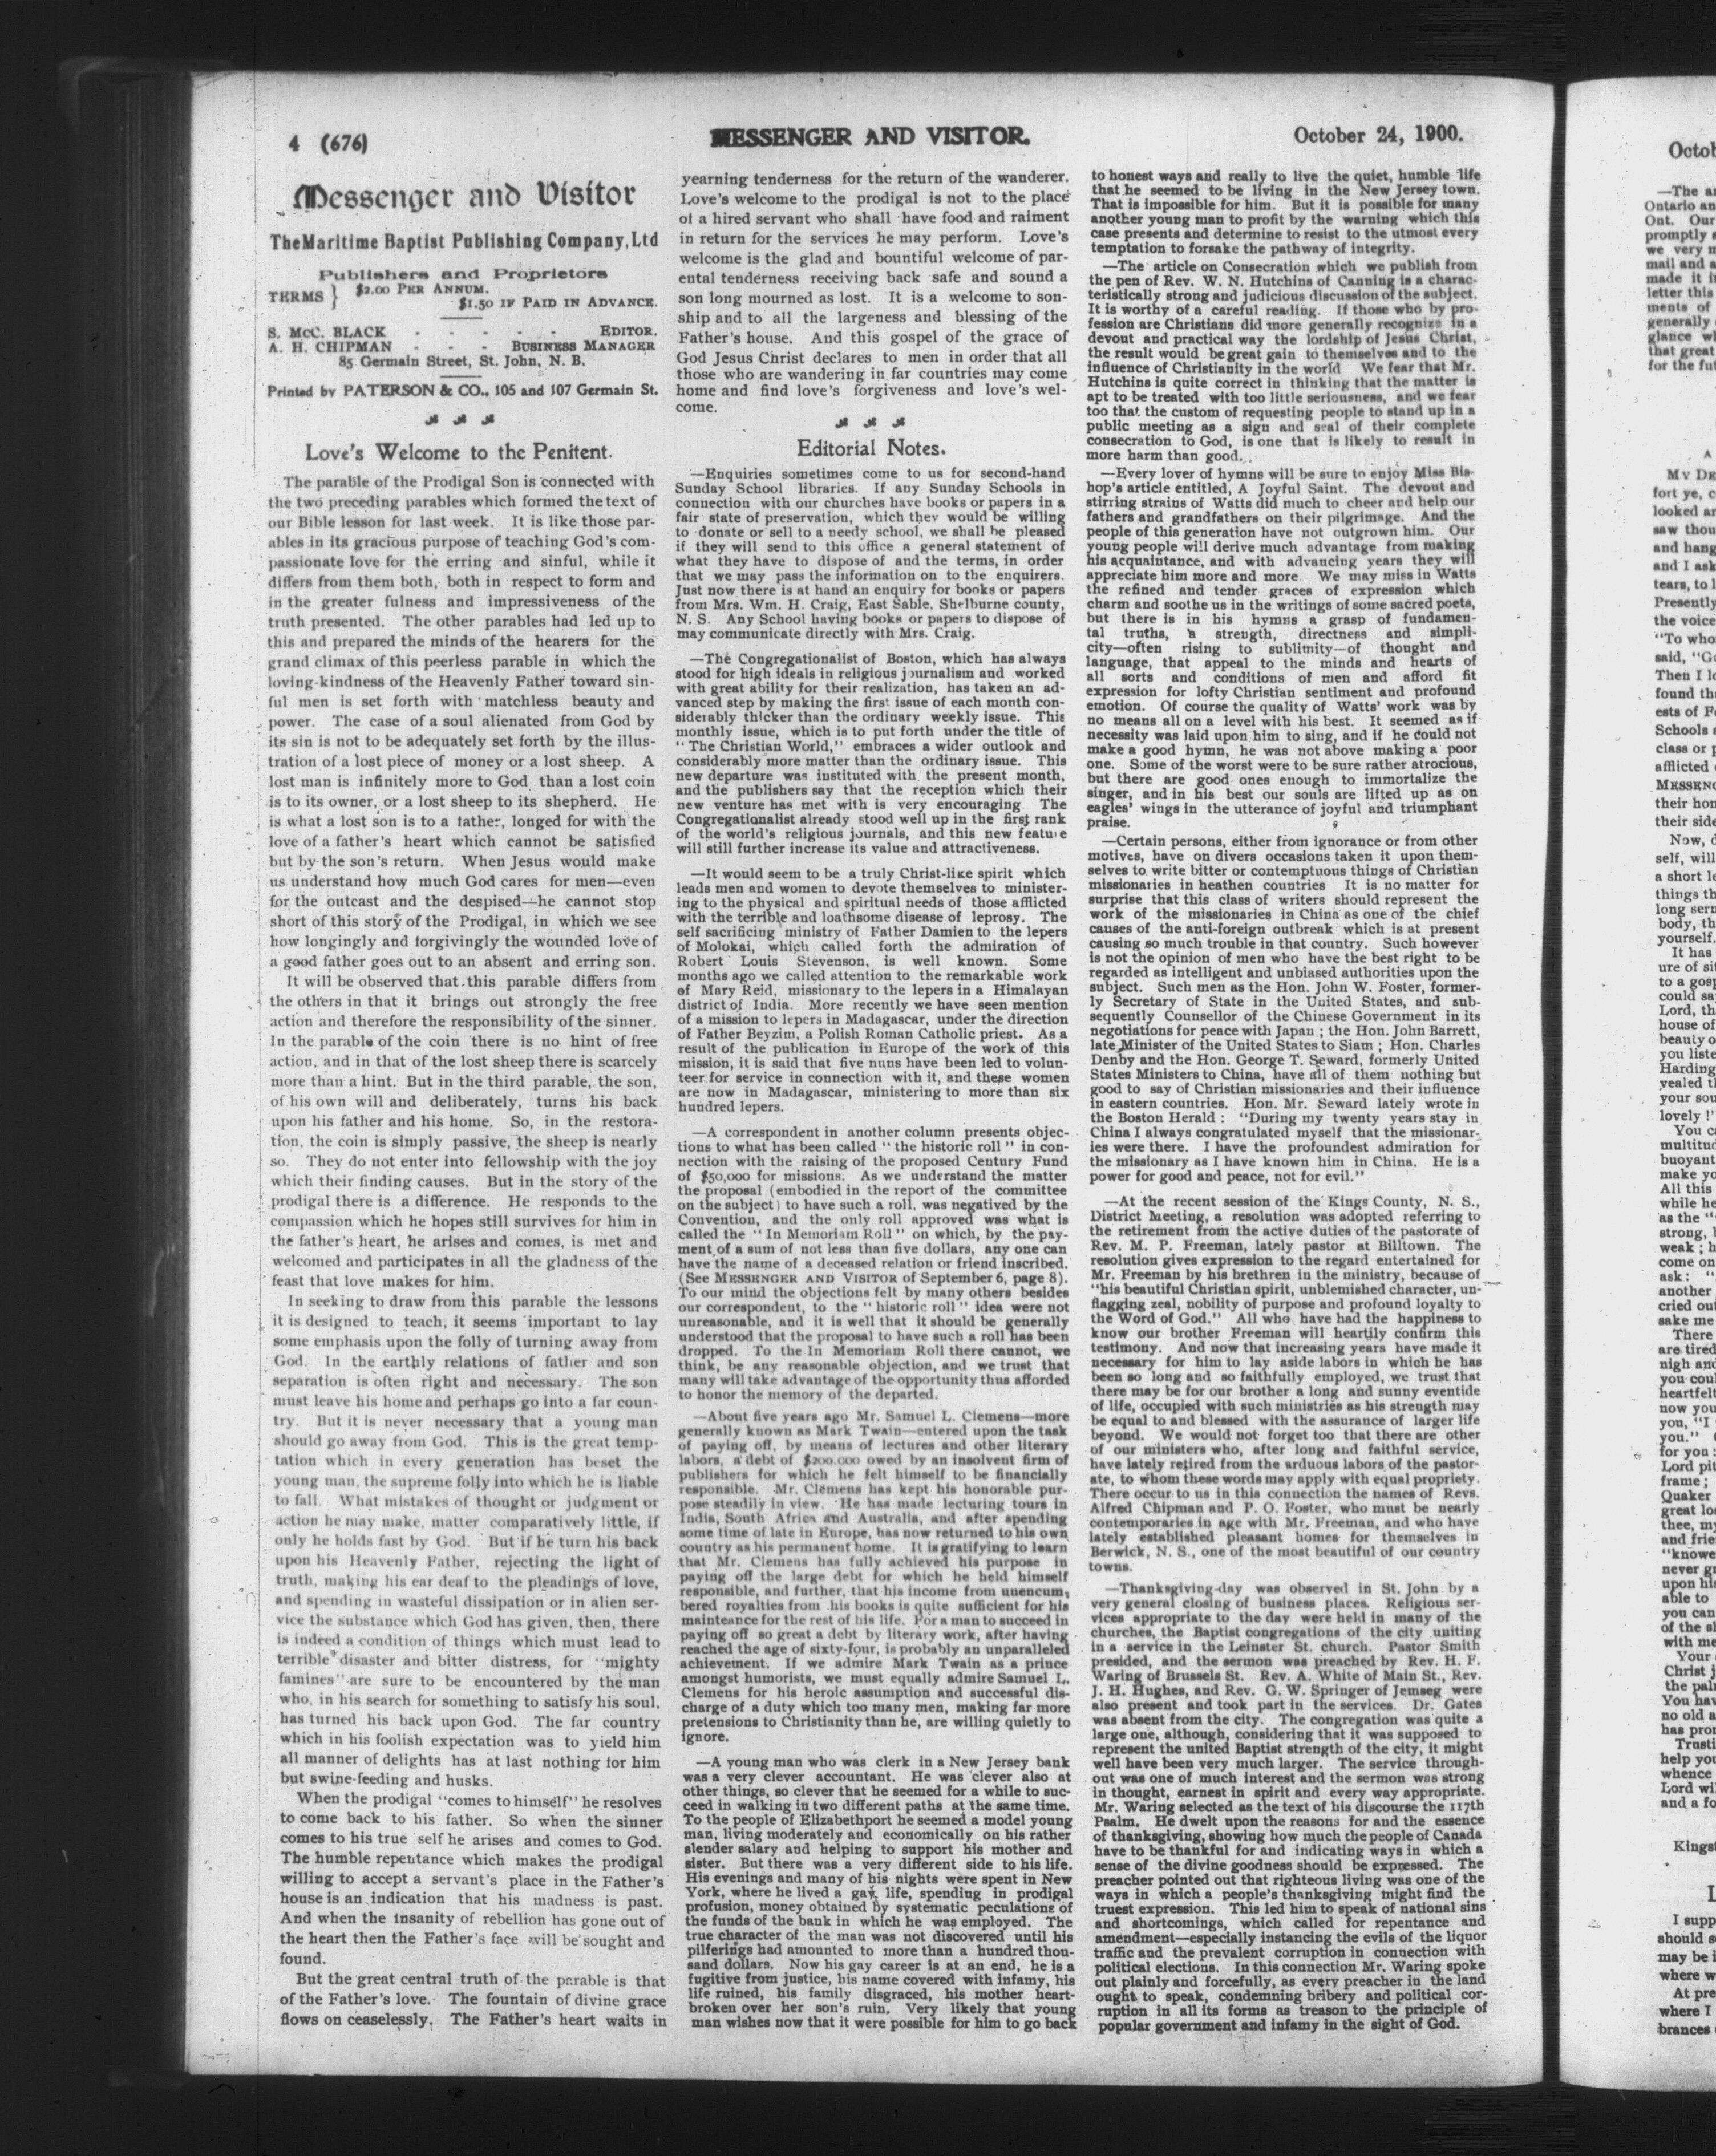 4 (676)
MESSENGER AND VISITOR.
October 24, 1900.
Messenger and Visitor
The Maritime Baptist Publishing Company, Ltd
Publishers and Proprietors
TERMS } $2.00 PER ANNUM.
$1.50 IF PAID IN ADVANCE.
S. MCC. BLACK - - - - - EDITOR.
A. H. CHIPMAN - - - BUSINESS MANAGER
85 Germain Street, St. John, N. B.
Printed by PATERSON & CO., 105 and 107 Germain St.
Love's Welcome to the Penitent.
The parable of the Prodigal Son is connected with
the two preceding parables which formed the text of
our Bible lesson for last week. It is like those par-
ables in its gracious purpose of teaching God's com-
passionate love for the erring and sinful, while it
differs from them both, both in respect to form and
in the greater fulness and impressiveness of the
truth presented. The other parables had led up to
this and prepared the minds of the hearers for the
grand climax of this peerless parable in which the
loving-kindness of the Heavenly Father toward sin-
ful men is set forth with matchless beauty and
power. The case of a soul alienated from God by
its sin is not to be adequately set forth by the illus-
tration of a lost piece of money or a lost sheep. A
lost man is infinitely more to God than a lost coin
is to its owner, or a lost sheep to its shepherd. He
is what a lost son is to a father, longed for with the
love of a father's heart which cannot be satisfied
but by the son's return. When Jesus would make
us understand how much God cares for men—even
for the outcast and the despised—he cannot stop
short of this story of the Prodigal, in which we see
how longingly and forgivingly the wounded love of
a good father goes out to an absent and erring son.
It will be observed that this parable differs from
the others in that it brings out strongly the free
action and therefore the responsibility of the sinner.
In the parable of the coin there is no hint of free
action, and in that of the lost sheep there is scarcely
more than a hint. But in the third parable, the son,
of his own will and deliberately, turns his back
upon his father and his home. So, in the restora-
tion, the coin is simply passive, the sheep is nearly
so. They do not enter into fellowship with the joy
which their finding causes. But in the story of the
prodigal there is a difference. He responds to the
compassion which he hopes still survives for him in
the father's heart, he arises and comes, is met and
welcomed and participates in all the gladness of the
feast that love makes for him.
In seeking to draw from this parable the lessons
it is designed to teach, it seems important to lay
some emphasis upon the folly of turning away from
God. In the earthly relations of father and son
separation is often right and necessary. The son
must leave his home and perhaps go into a far coun-
try. But it is never necessary that a young man
should go away from God. This is the great temp-
tation which in every generation has beset the
young man, the supreme folly into which he is liable
to fall. What mistakes of thought or judgment or
action he may make, matter comparatively little, if
only he holds fast by God. But if he turn his back
upon his Heavenly Father, rejecting the light of
truth, making his ear deaf to the pleadings of love,
and spending in wasteful dissipation or in alien ser-
vice the substance which God has given, then, there
is indeed a condition of things which must lead to
terrible disaster and bitter distress, for "mighty
famines" are sure to be encountered by the man
who, in his search for something to satisfy his soul,
has turned his back upon God. The far country
which in his foolish expectation was to yield him
all manner of delights has at last nothing for him
but swine-feeding and husks.
When the prodigal "comes to himself" he resolves
to come back to his father. So when the sinner
comes to his true self he arises and comes to God.
The humble repentance which makes the prodigal
willing to accept a servant's place in the Father's
house is an indication that his madness is past.
And when the insanity of rebellion has gone out of
the heart then the Father's face will be sought and
found.
But the great central truth of the parable is that
of the Father's love. The fountain of divine grace
flows on ceaselessly. The Father's heart waits in
yearning tenderness for the return of the wanderer.
Love's welcome to the prodigal is not to the place
of a hired servant who shall have food and raiment
in return for the services he may perform. Love's
welcome is the glad and bountiful welcome of par-
ental tenderness receiving back safe and sound a
son long mourned as lost. It is a welcome to son-
ship and to all the largeness and blessing of the
Father's house. And this gospel of the grace of
God Jesus Christ declares to men in order that all
those who are wandering in far countries may come
home and find love's forgiveness and love's wel-
come.
Editorial Notes.
—Enquiries sometimes come to us for second-hand
Sunday School libraries. If any Sunday Schools in
connection with our churches have books or papers in a
fair state of preservation, which they would be willing
to donate or sell to a needy school, we shall be pleased
if they will send to this office a general statement of
what they have to dispose of and the terms, in order
that we may pass the information on to the enquirers.
Just now there is at hand an enquiry for books or papers
from Mrs. Wm. H. Craig, East Sable, Shelburne county,
N. S. Any School having books or papers to dispose of
may communicate directly with Mrs. Craig.
—The Congregationalist of Boston, which has always
stood for high ideals in religious journalism and worked
with great ability for their realization, has taken an ad-
vanced step by making the first issue of each month con-
siderably thicker than the ordinary weekly issue. This
monthly issue, which is to put forth under the title of
"The Christian World," embraces a wider outlook and
considerably more matter than the ordinary issue. This
new departure was instituted with the present month,
and the publishers say that the reception which their
new venture has met with is very encouraging. The
Congregationalist already stood well up in the first rank
of the world's religious journals, and this new feature
will still further increase its value and attractiveness.
—It would seem to be a truly Christ-like spirit which
leads men and women to devote themselves to minister-
ing to the physical and spiritual needs of those afflicted
with the terrible and loathsome disease of leprosy. The
self sacrificing ministry of Father Damien to the lepers
of Molokai, which called forth the admiration of
Robert Louis Stevenson, is well known. Some
months ago we called attention to the remarkable work
of Mary Reid, missionary to the lepers in a Himalayan
district of India. More recently we have seen mention
of a mission to lepers in Madagascar, under the direction
of Father Beyzim, a Polish Roman Catholic priest. As a
result of the publication in Europe of the work of this
mission, it is said that five nuns have been led to volun-
teer for service in connection with it, and these women
are now in Madagascar, ministering to more than six
hundred lepers.
—A correspondent in another column presents objec-
tions to what has been called "the historic roll" in con-
nection with the raising of the proposed Century Fund
of $50,000 for missions. As we understand the matter
the proposal (embodied in the report of the committee
on the subject) to have such a roll, was negatived by the
Convention, and the only roll approved was what is
called the "In Memoriam Roll" on which, by the pay-
ment of a sum of not less than five dollars, any one can
have the name of a deceased relation or friend inscribed.
(See MESSENGER AND VISITOR of September 6, page 8).
To our mind the objections felt by many others besides
our correspondent, to the "historic roll" idea were not
unreasonable, and it is well that it should be generally
understood that the proposal to have such a roll has been
dropped. To the In Memoriam Roll there cannot, we
think, be any reasonable objection, and we trust that
many will take advantage of the opportunity thus afforded
to honor the memory of the departed.
—About five years ago Mr. Samuel L. Clemens—more
generally known as Mark Twain—entered upon the task
of paying off, by means of lectures and other literary
labors, a debt of $200,000 owed by an insolvent firm of
publishers for which he felt himself to be financially
responsible. Mr. Clemens has kept his honorable pur-
pose steadily in view. He has made lecturing tours in
India, South Africa and Australia, and after spending
some time of late in Europe, has now returned to his own
country as his permanent home. It is gratifying to learn
that Mr. Clemens has fully achieved his purpose in
paying off the large debt for which he held himself
responsible, and further, that his income from unencum-
bered royalties from his books is quite sufficient for his
mainteance for the rest of his life. For a man to succeed in
paying off so great a debt by literary work, after having
reached the age of sixty-four, is probably an unparalleled
achievement. If we admire Mark Twain as a prince
amongst humorists, we must equally admire Samuel L.
Clemens for his heroic assumption and successful dis-
charge of a duty which too many men, making far more
pretensions to Christianity than he, are willing quietly to
ignore.
—A young man who was clerk in a New Jersey bank
was a very clever accountant. He was clever also at
other things, so clever that he seemed for a while to suc-
ceed in walking in two different paths at the same time.
To the people of Elizabethport he seemed a model young
man, living moderately and economically on his rather
slender salary and helping to support his mother and
sister. But there was a very different side to his life.
His evenings and many of his nights were spent in New
York, where he lived a gay life, spending in prodigal
profusion, money obtained by systematic peculations of
the funds of the bank in which he was employed. The
true character of the man was not discovered until his
pilferings had amounted to more than a hundred thou-
sand dollars. Now his gay career is at an end, he is a
fugitive from justice, his name covered with infamy, his
life ruined, his family disgraced, his mother heart-
broken over her son's ruin. Very likely that young
man wishes now that it were possible for him to go back
to honest ways and really to live the quiet, humble life
that he seemed to be living in the New Jersey town.
That is impossible for him. But it is possible for many
another young man to profit by the warning which this
case presents and determine to resist to the utmost every
temptation to forsake the pathway of integrity.
—The article on Consecration which we publish from
the pen of Rev. W. N. Hutchins of Canning is a charac-
teristically strong and judicious discussion of the subject.
It is worthy of a careful reading. If those who by pro-
fession are Christians did more generally recognize in a
devout and practical way the lordship of Jesus Christ,
the result would be great gain to themselves and to the
influence of Christianity in the world We fear that Mr.
Hutchins is quite correct in thinking that the matter is
apt to be treated with too little seriousness, and we fear
too that the custom of requesting people to stand up in a
public meeting as a sign and seal of their complete
consecration to God, is one that is likely to result in
more harm than good.
—Every lover of hymns will be sure to enjoy Miss Bis-
hop's article entitled, A Joyful Saint. The devout and
stirring strains of Watts did much to cheer and help our
fathers and grandfathers on their pilgrimage. And the
people of this generation have not outgrown him. Our
young people will derive much advantage from making
his acquaintance, and with advancing years they will
appreciate him more and more We may miss in Watts
the refined and tender graces of expression which
charm and soothe us in the writings of some sacred poets,
but there is in his hymns a grasp of fundamen-
tal truths, a strength, directness and simpli-
city—often rising to sublimity—of thought and
language, that appeal to the minds and hearts of
all sorts and conditions of men and afford fit
expression for lofty Christian sentiment and profound
emotion. Of course the quality of Watts' work was by
no means all on a level with his best. It seemed as if
necessity was laid upon him to sing, and if he could not
make a good hymn, he was not above making a poor
one. Some of the worst were to be sure rather atrocious,
but there are good ones enough to immortalize the
singer, and in his best our souls are lifted up as on
eagles' wings in the utterance of joyful and triumphant
praise.
—Certain persons, either from ignorance or from other
motives, have on divers occasions taken it upon them-
selves to write bitter or contemptuous things of Christian
missionaries in heathen countries It is no matter for
surprise that this class of writers should represent the
work of the missionaries in China as one of the chief
causes of the anti-foreign outbreak which is at present
causing so much trouble in that country. Such however
is not the opinion of men who have the best right to be
regarded as intelligent and unbiased authorities upon the
subject. Such men as the Hon. John W. Foster, former-
ly Secretary of State in the United States, and sub-
sequently Counsellor of the Chinese Government in its
negotiations for peace with Japan ; the Hon. John Barrett,
late Minister of the United States to Siam ; Hon. Charles
Denby and the Hon. George T. Seward, formerly United
States Ministers to China, have all of them nothing but
good to say of Christian missionaries and their influence
in eastern countries. Hon. Mr. Seward lately wrote in
the Boston Herald : "During my twenty years stay in
China I always congratulated myself that the missionar-
ies were there. I have the profoundest admiration for
the missionary as I have known him in China. He is a
power for good and peace, not for evil."
—At the recent session of the Kings County, N. S.,
District Meeting, a resolution was adopted referring to
the retirement from the active duties of the pastorate of
Rev. M. P. Freeman, lately pastor at Billtown. The
resolution gives expression to the regard entertained for
Mr. Freeman by his brethren in the ministry, because of
"his beautiful Christian spirit, unblemished character, un-
flagging zeal, nobility of purpose and profound loyalty to
the Word of God." All who have had the happiness to
know our brother Freeman will heartily confirm this
testimony. And now that increasing years have made it
necessary for him to lay aside labors in which he has
been so long and so faithfully employed, we trust that
there may be for our brother a long and sunny eventide
of life, occupied with such ministries as his strength may
be equal to and blessed with the assurance of larger life
beyond. We would not forget too that there are other
of our ministers who, after long and faithful service,
have lately retired from the arduous labors of the pastor-
ate, to whom these words may apply with equal propriety.
There occur to us in this connection the names of Revs.
Alfred Chipman and P. O. Foster, who must be nearly
contemporaries in age with Mr. Freeman, and who have
lately established pleasant homes for themselves in
Berwick, N. S., one of the most beautiful of our country
towns.
—Thanksgiving-day was observed in St. John by a
very general closing of business places. Religious ser-
vices appropriate to the day were held in many of the
churches, the Baptist congregations of the city uniting
in a service in the Leinster St. church. Pastor Smith
presided, and the sermon was preached by Rev. H. F.
Waring of Brussels St. Rev. A. White of Main St., Rev.
J. H. Hughes, and Rev. G. W. Springer of Jemseg were
also present and took part in the services. Dr. Gates
was absent from the city. The congregation was quite a
large one, although, considering that it was supposed to
represent the united Baptist strength of the city, it might
well have been very much larger. The service through-
out was one of much interest and the sermon was strong
in thought, earnest in spirit and every way appropriate.
Mr. Waring selected as the text of his discourse the 117th
Psalm. He dwelt upon the reasons for and the essence
of thanksgiving, showing how much the people of Canada
have to be thankful for and indicating ways in which a
sense of the divine goodness should be expressed. The
preacher pointed out that righteous living was one of the
ways in which a people's thanksgiving might find the
truest expression. This led him to speak of national sins
and shortcomings, which called for repentance and
amendment—especially instancing the evils of the liquor
traffic and the prevalent corruption in connection with
political elections. In this connection Mr. Waring spoke
out plainly and forcefully, as every preacher in the land
ought to speak, condemning bribery and political cor-
ruption in all its forms as treason to the principle of
popular government and infamy in the sight of God.